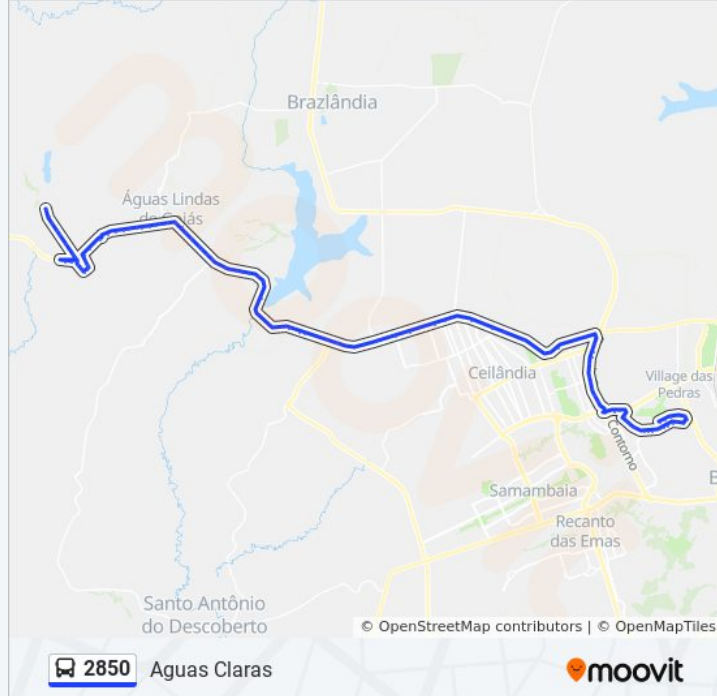 Brazlândia
Águas Lindas
de Goiás
Ceilândia
Village das
Pedras
Contorno
Samambaia
Recanto
das Emas
B
Santo Antônio
do Descoberto
© OpenStreetMap contributors | © OpenMapTiles
2850 Aguas Claras
moovit